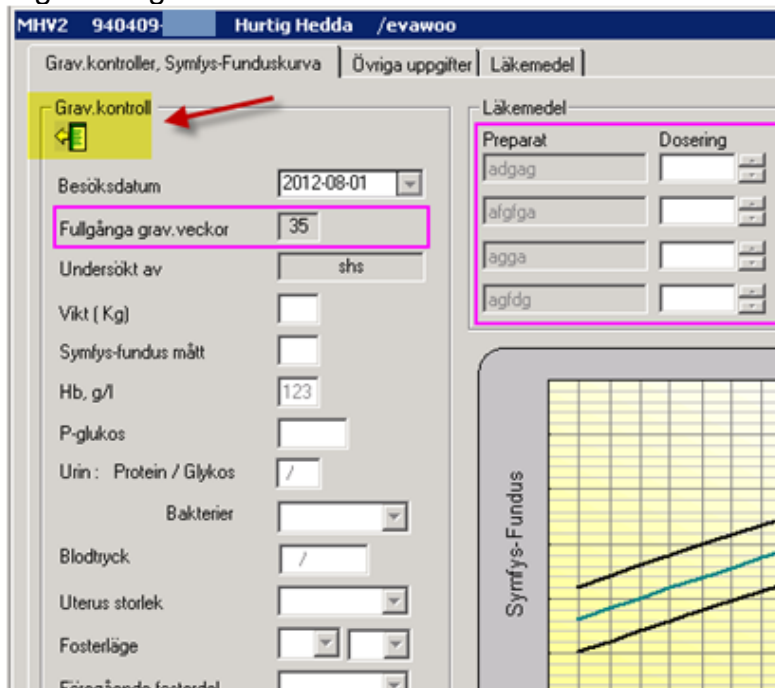 MHV2 940409- Hurtig Hedda /evawoo
Grav.kontroller, Symfys-Funduskurva Övriga uppgifter Läkemedel
Grav.kontroll
Besöksdatum 2012-08-01
Fullgånga grav.veckor 35
Undersökt av shs
Vikt ( Kg)
Symfys-fundus mått
Hb, g/l 123
P-glukos
Urin : Protein / Glykos /
Bakterier
Blodtryck /
Uterus storlek
Fosterläge
Föregående fosterdel
Läkemedel
Preparat Dosering
adgag
afgfga
agga
agfdg
Symfys-Fundus